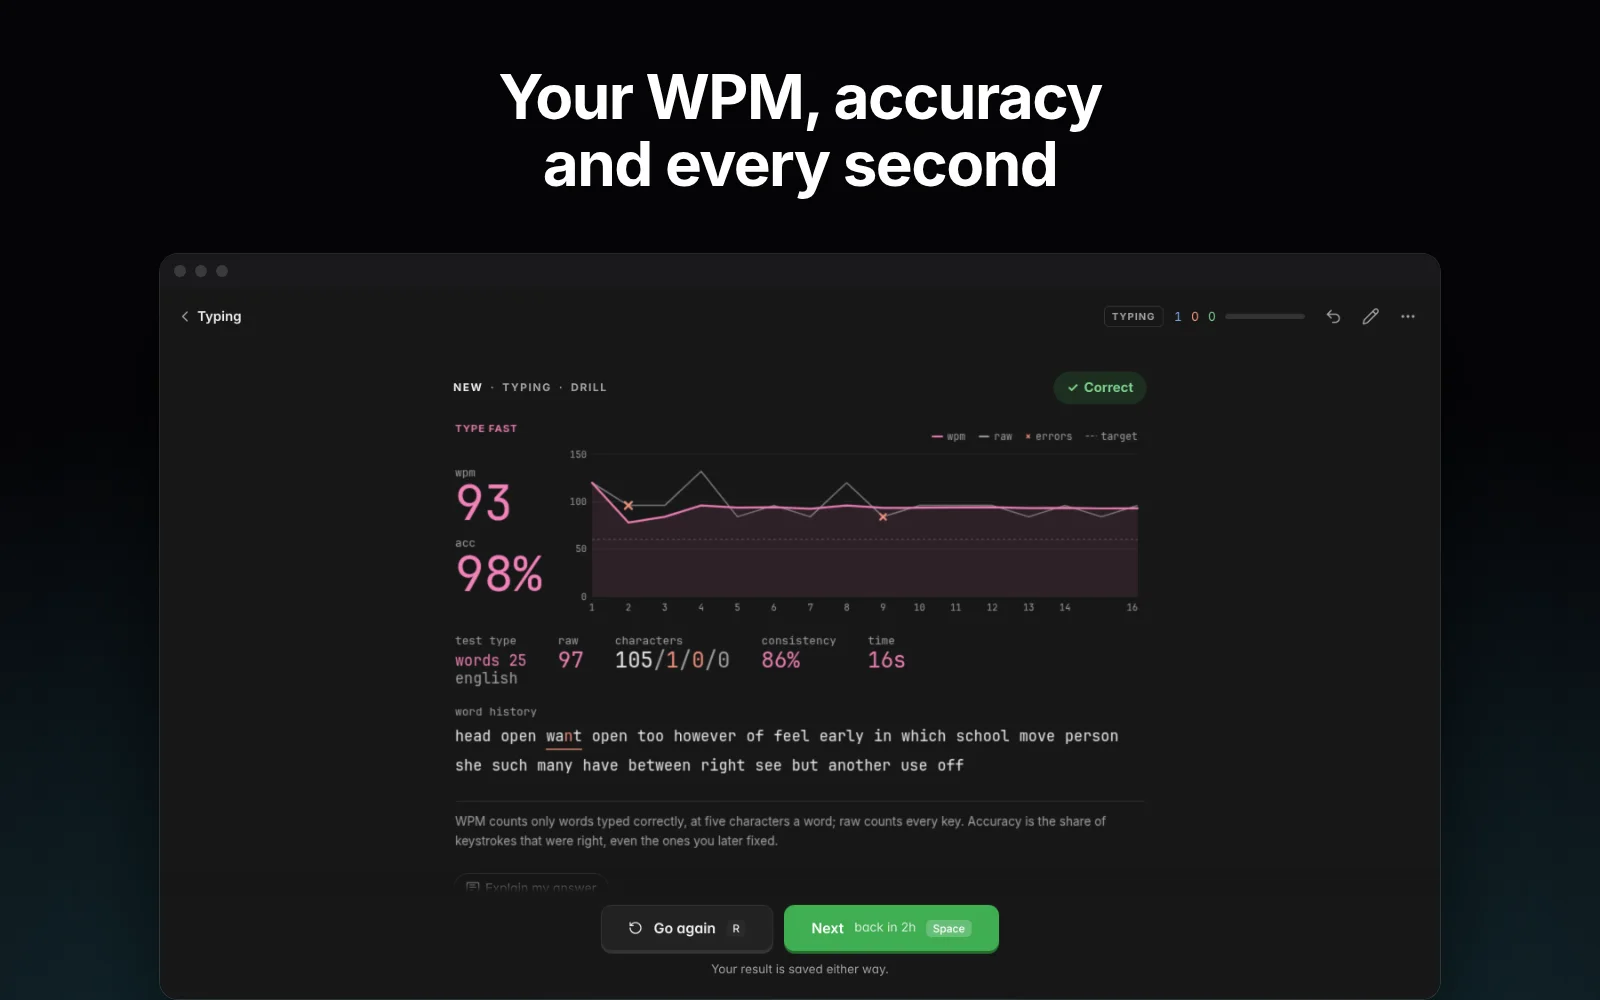 Your WPM, accuracy
and every second
Typing
TYPING 1 0 0
NEW · TYPING · DRILL
Correct
TYPE FAST
wpm raw errors target
wpm
93
acc
98%
150
100
50
0
1 2 3 4 5 6 7 8 9 10 11 12 13 14 16
test type
words 25
english
raw
97
characters
105/1/0/0
consistency
86%
time
16s
word history
head open want open too however of feel early in which school move person
she such many have between right see but another use off
WPM counts only words typed correctly, at five characters a word; raw counts every key. Accuracy is the share of
keystrokes that were right, even the ones you later fixed.
Explain my answer
Go again R
Next back in 2h Space
Your result is saved either way.